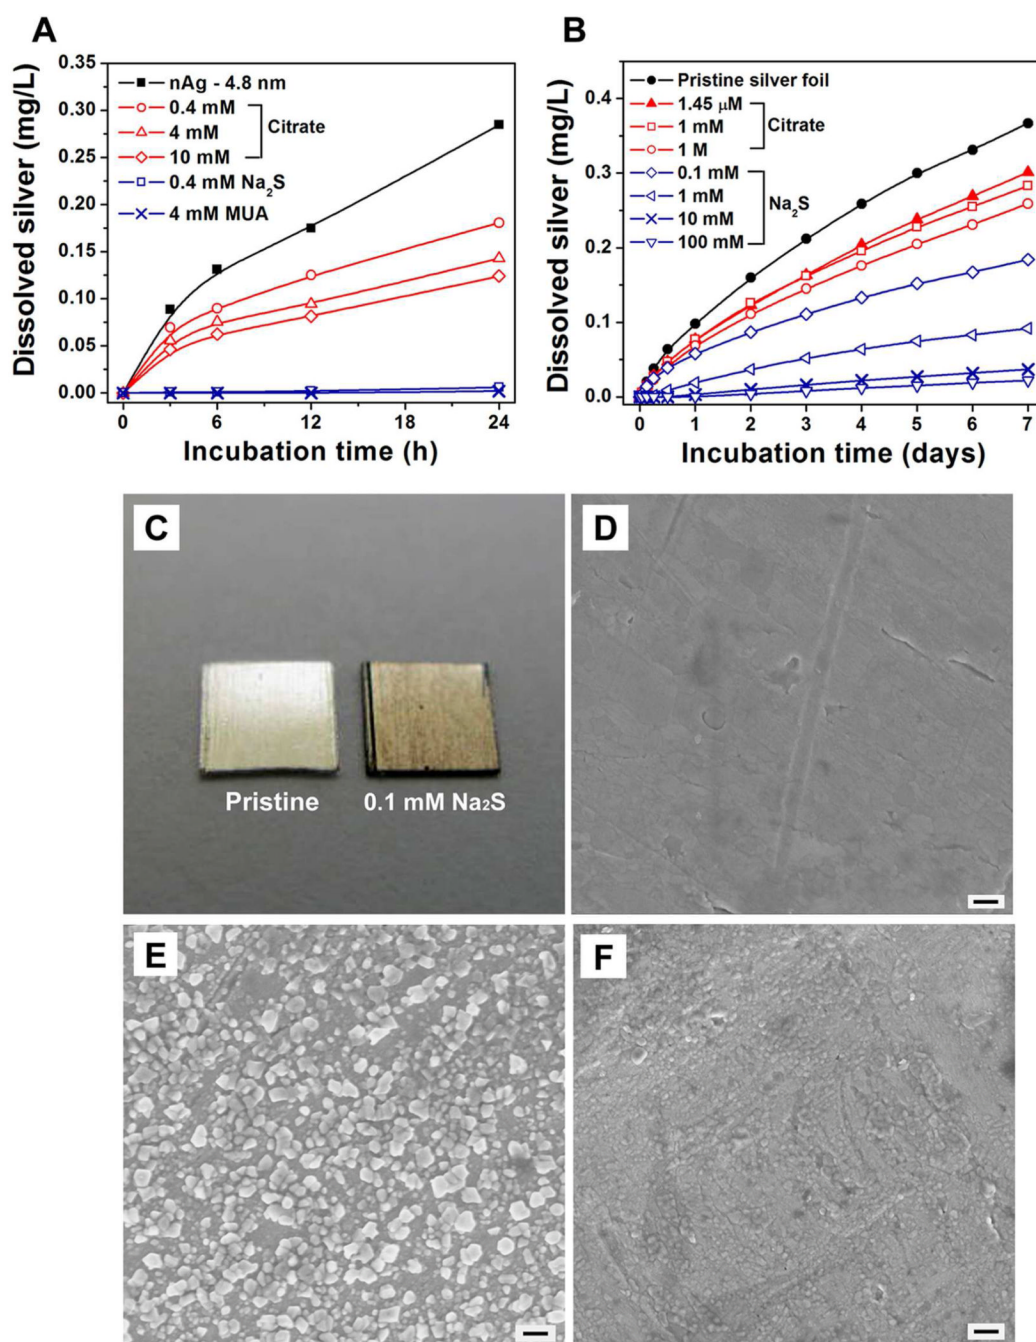 A
Dissolved silver (mg/L)
0.35
0.30
0.25
0.20
0.15
0.10
0.05
0.00
nAg - 4.8 nm
0.4 mM
4 mM
10 mM
Citrate
0.4 mM Na₂S
4 mM MUA
0 6 12 18 24
Incubation time (h)
B
Dissolved silver (mg/L)
0.4
0.3
0.2
0.1
0.0
Pristine silver foil
1.45 μM
1 mM
1 M
Citrate
0.1 mM
1 mM
10 mM
100 mM
Na₂S
0 1 2 3 4 5 6 7
Incubation time (days)
C
Pristine 0.1 mM Na₂S
D
E
F